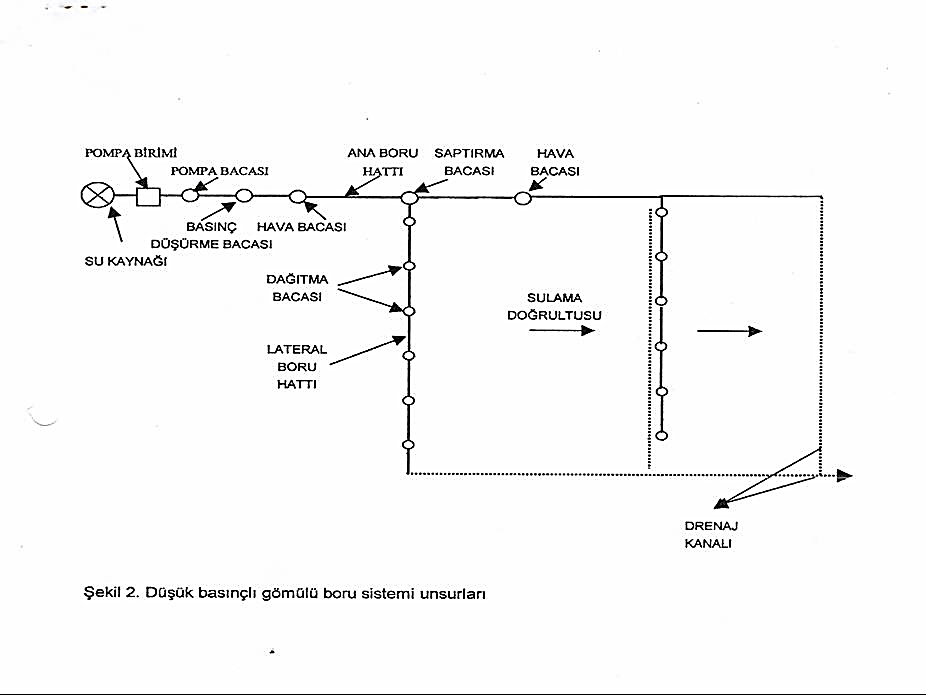 POMPA BİRİMİ
POMPA BACASI
ANA BORU
HATTI
SAPTIRMA
BACASI
HAVA
BACASI
BASINÇ
DÜŞÜRME BACASI
HAVA BACASI
SU KAYNAĞI
DAĞITMA
BACASI
SULAMA
DOĞRULTUSU
LATERAL
BORU
HATTI
DRENAJ
KANALI
Şekil 2. Düşük basınçlı gömülü boru sistemi unsurları